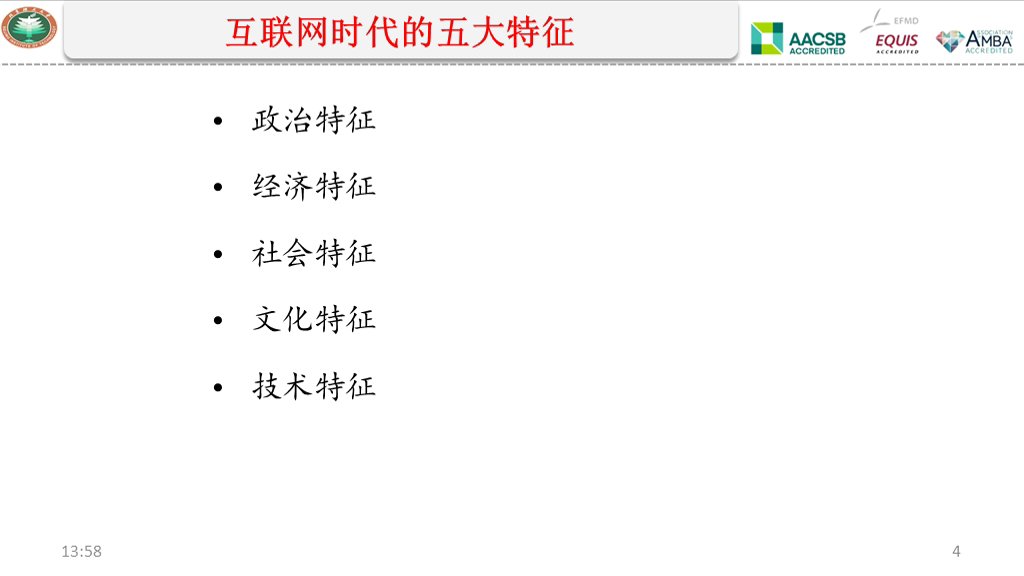 互联网时代的五大特征
AACSB
ACCREDITED
EFMD
EQUIS
ACCREDITED
ASSOCIATION
AMBA
ACCREDITED
• 政治特征
• 经济特征
• 社会特征
• 文化特征
• 技术特征
13:58
4